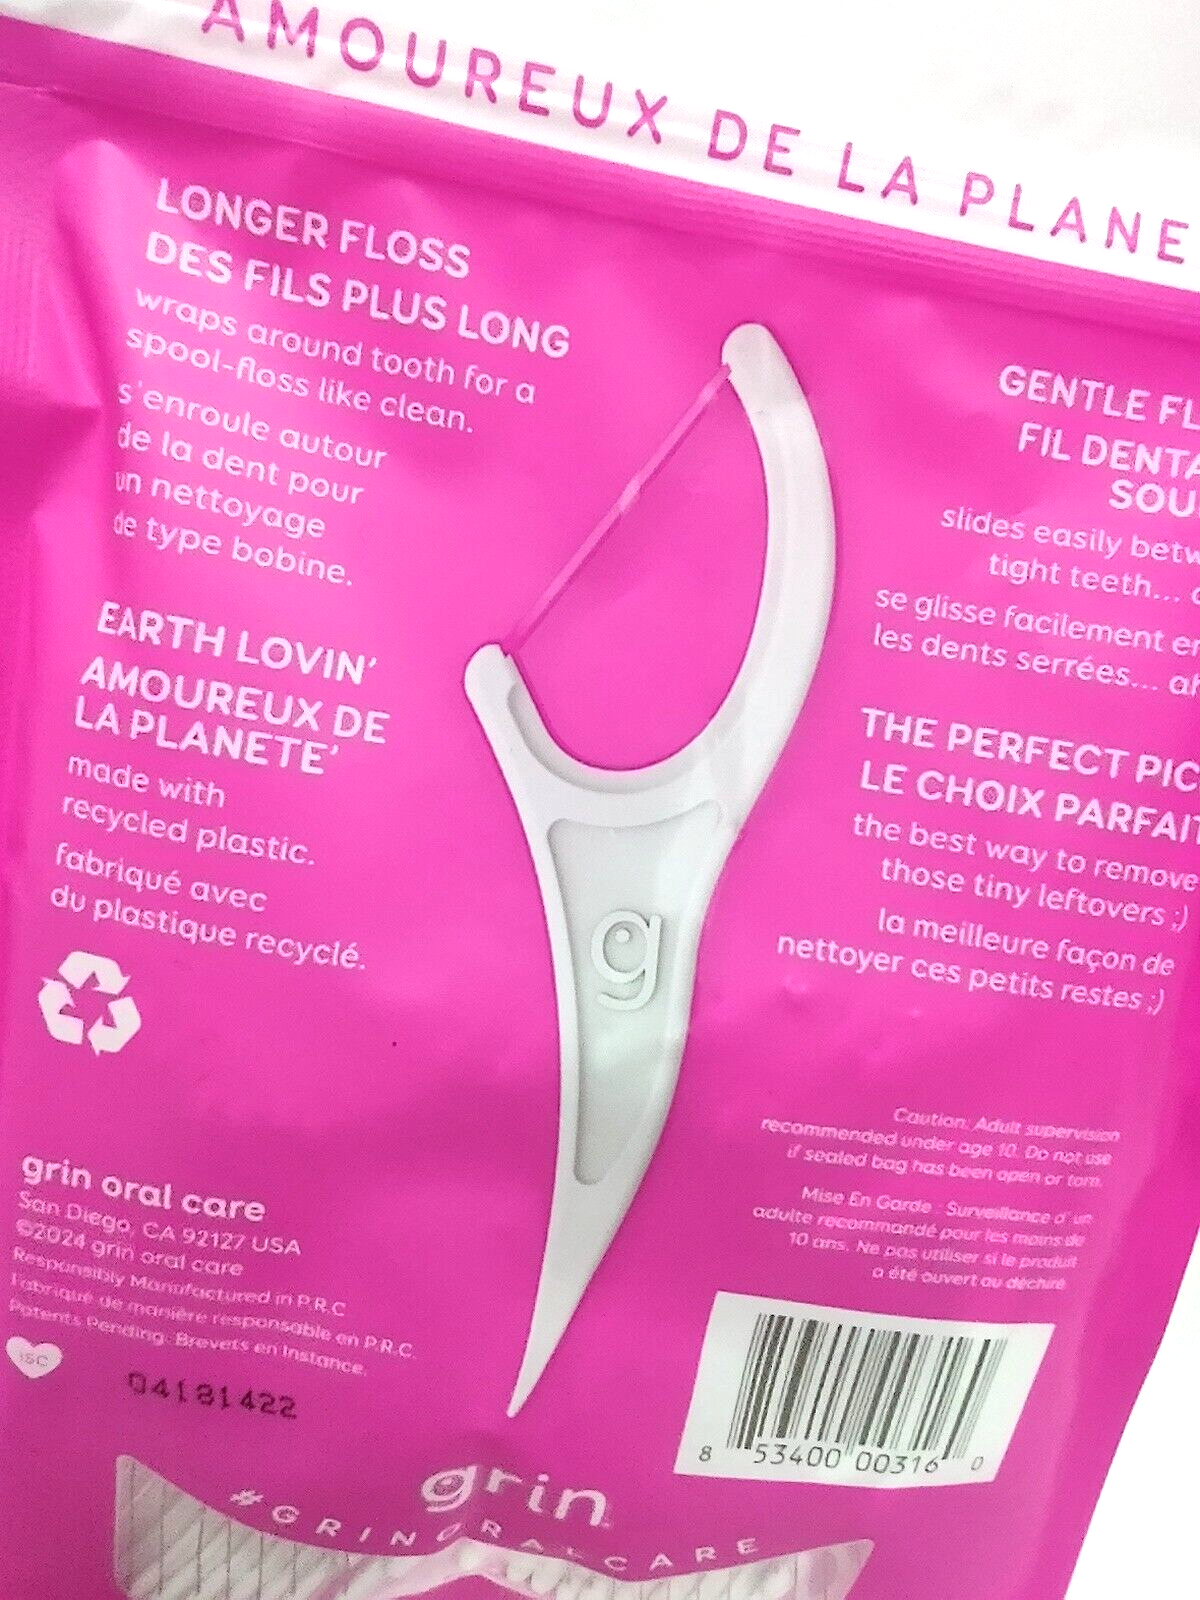 AMOUREUX DE LA PLANE
LONGER FLOSS
DES FILS PLUS LONG
wraps around tooth for a
spool-floss like clean.
s'enroule autour
de la dent pour
un nettoyage
de type bobine.
EARTH LOVIN'
AMOUREUX DE
LA PLANETE'
made with
recycled plastic.
fabriqué avec
du plastique recyclé.
grin oral care
San Diego, CA 92127 USA
©2024 grin oral care
Responsibly Manufactured in P.R.C
Fabriqué de manière responsable en P.R.C.
Patents Pending. Brevets en Instance.
ISC
04181422
g
GENTLE FL
FIL DENTA
SOU
slides easily betw
tight teeth...
se glisse facilement en
les dents serrées... ah
THE PERFECT PIC
LE CHOIX PARFAIT
the best way to remove
those tiny leftovers ;)
la meilleure façon de
nettoyer ces petits restes ;)
Caution: Adult supervision
recommended under age 10. Do not use
if sealed bag has been open or torn.
Mise En Garde : Surveillance d'un
adulte recommandé pour les moins de
10 ans. Ne pas utiliser si le produit
a été ouvert ou déchiré
8 53400 00316 0
grin
#GRINORALCARE